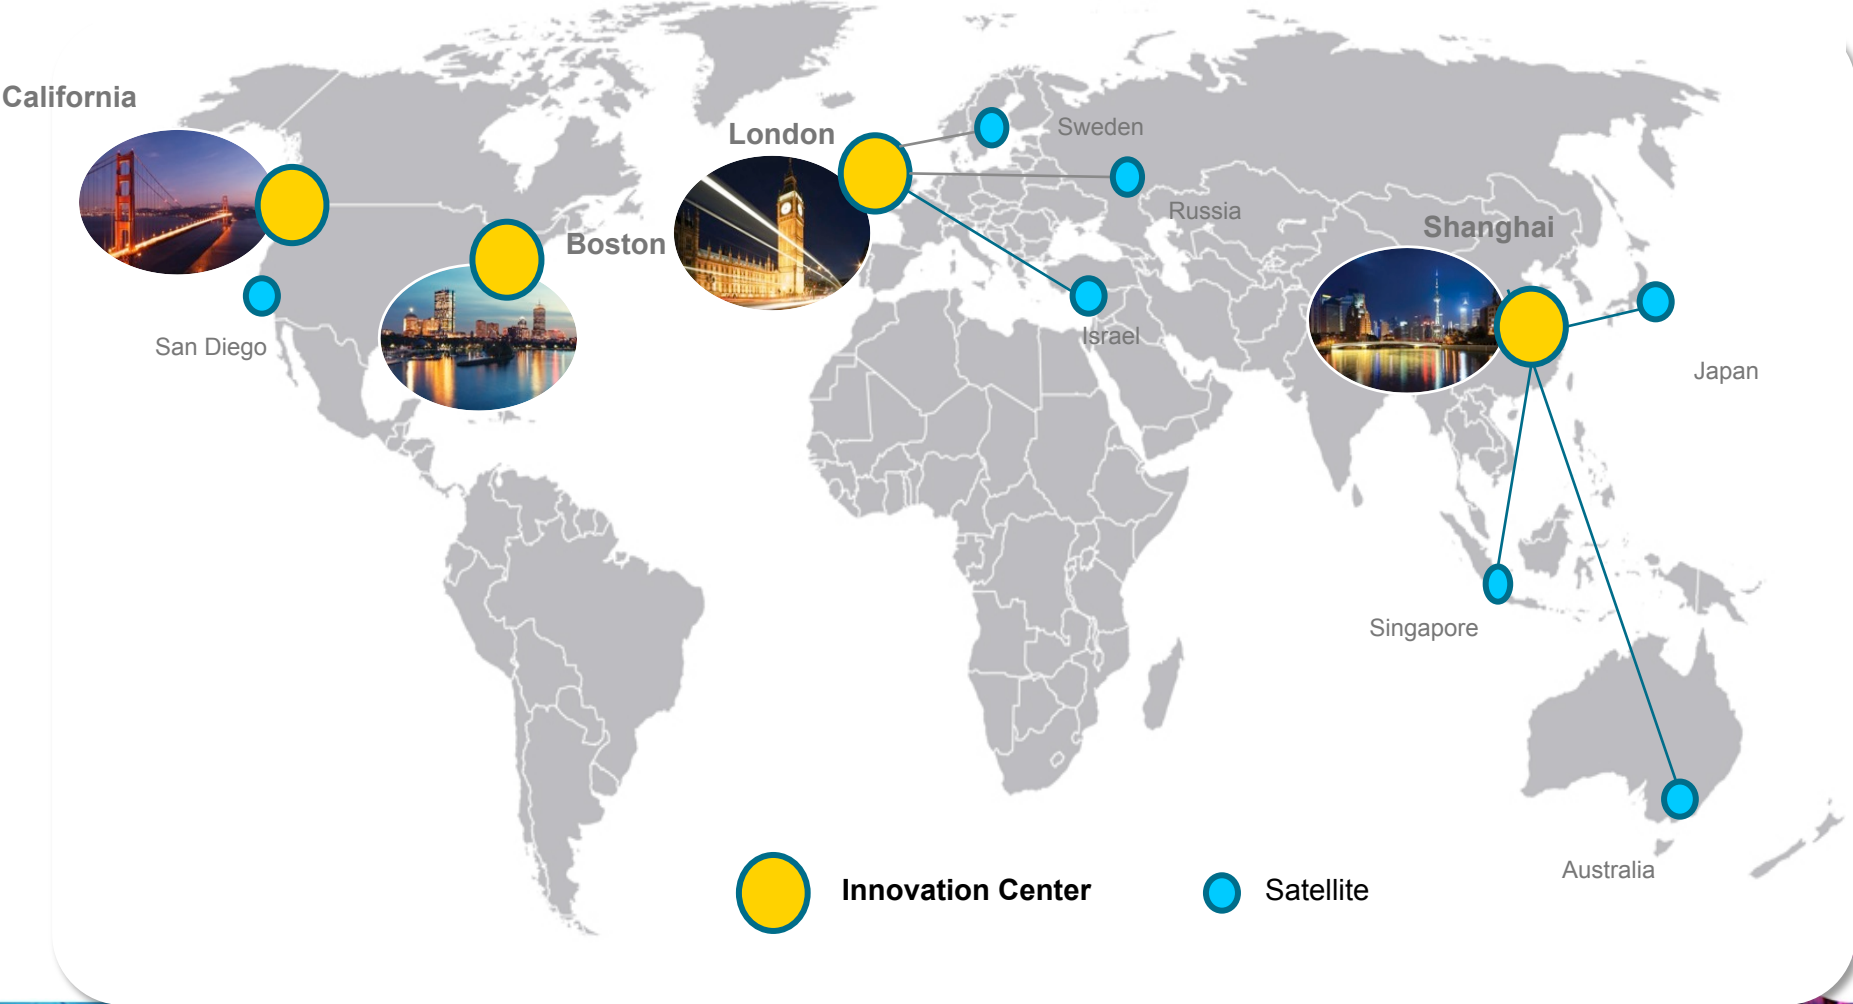 California
London
Sweden
Russia
Shanghai
Boston
San Diego
Israel
Japan
Singapore
Australia
Innovation Center
Satellite